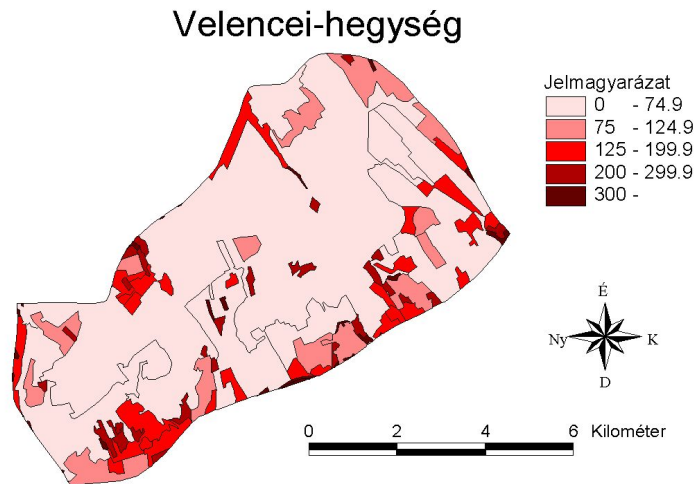 Velencei-hegység
Jelmagyarázat
0 - 74.9
75 - 124.9
125 - 199.9
200 - 299.9
300 -
É
Ny K
D
0 2 4 6 Kilométer